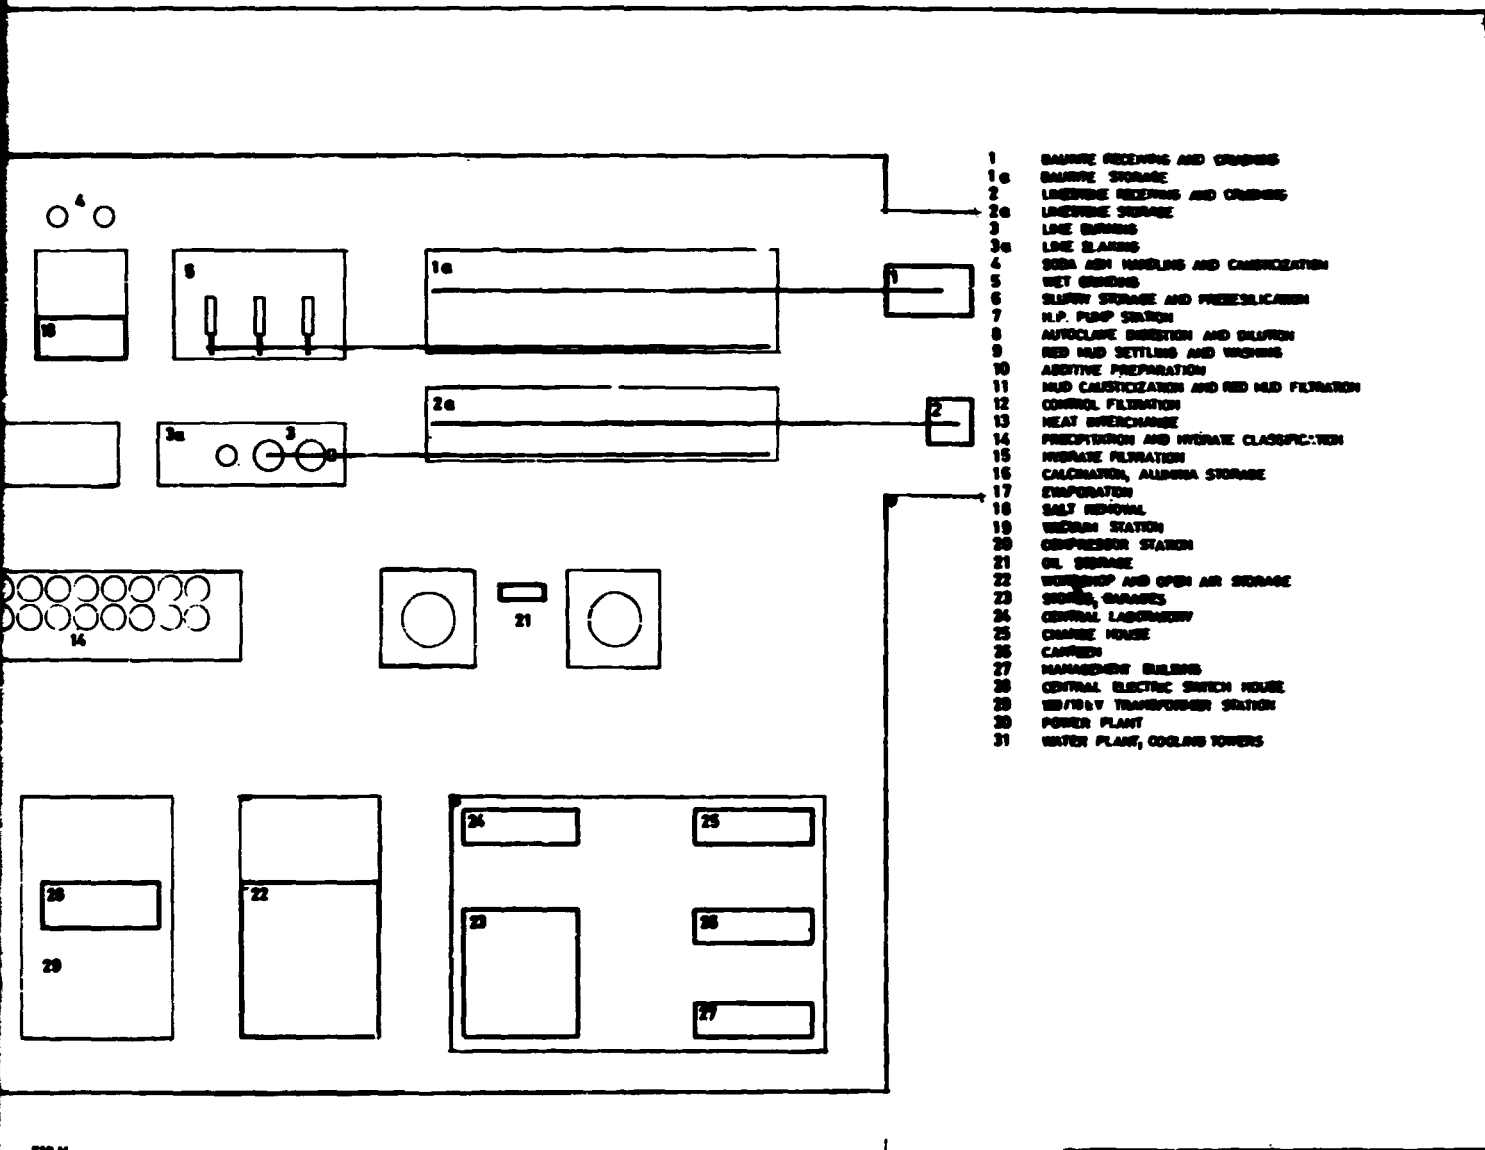 1 BAUXITE RECEIVING AND CRUSHING
1a BAUXITE STORAGE
2 LIMESTONE RECEIVING AND CRUSHING
2a LIMESTONE STORAGE
3 LIME BURNING
3a LIME SLAKING
4 SODA ASH HANDLING AND CAUSTICIZATION
5 WET GRINDING
6 SLURRY STORAGE AND PREDESILICATION
7 H.P. PUMP STATION
8 AUTOCLAVE DIGESTION AND DILUTION
9 RED MUD SETTLING AND WASHING
10 ADDITIVE PREPARATION
11 MUD CAUSTICIZATION AND RED MUD FILTRATION
12 CONTROL FILTRATION
13 HEAT INTERCHANGE
14 PRECIPITATION AND HYDRATE CLASSIFICATION
15 HYDRATE FILTRATION
16 CALCINATION, ALUMINA STORAGE
17 EVAPORATION
18 SALT REMOVAL
19 VACUUM STATION
20 COMPRESSOR STATION
21 OIL STORAGE
22 WORKSHOP AND OPEN AIR STORAGE
23 STORES, GARAGES
24 CENTRAL LABORATORY
25 CHANGE HOUSE
26 CANTEEN
27 MANAGEMENT BUILDING
28 CENTRAL ELECTRIC SWITCH HOUSE
29 TRANSFORMER STATION
30 POWER PLANT
31 WATER PLANT, COOLING TOWERS
4
5
1a
1
18
2a
2
3a
3
14
21
24
25
28
22
23
26
29
27